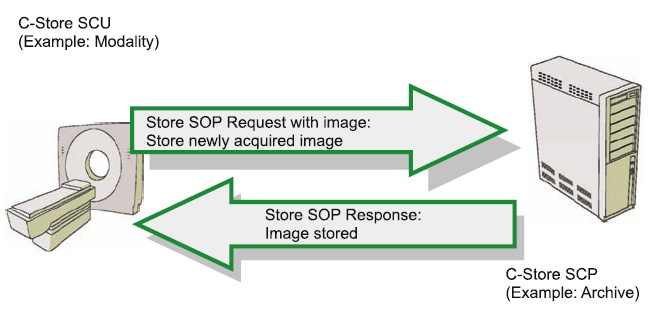 C-Store SCU
(Example: Modality)
Store SOP Request with image:
Store newly acquired image
Store SOP Response:
Image stored
C-Store SCP
(Example: Archive)